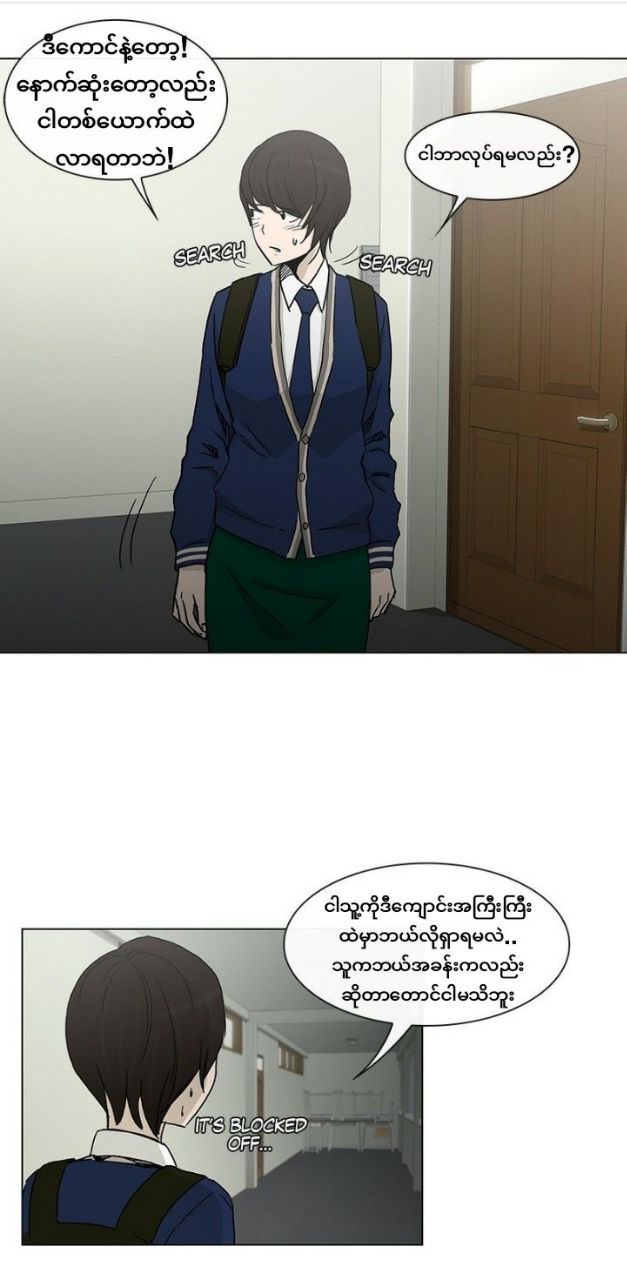 ဒီကောင်နဲ့တော့!
နောက်ဆုံးတော့လည်း
ငါတစ်ယောက်ထဲ
လာရတာဘဲ!
ငါဘာလုပ်ရမလည်း?
SEARCH
SEARCH
ငါသူ့ကိုဒီကျောင်းအကြီးကြီး
ထဲမှာဘယ်လိုရှာရမလဲ..
သူကဘယ်အခန်းကလည်း
ဆိုတာတောင်ငါမသိဘူး
IT'S BLOCKED
OFF...